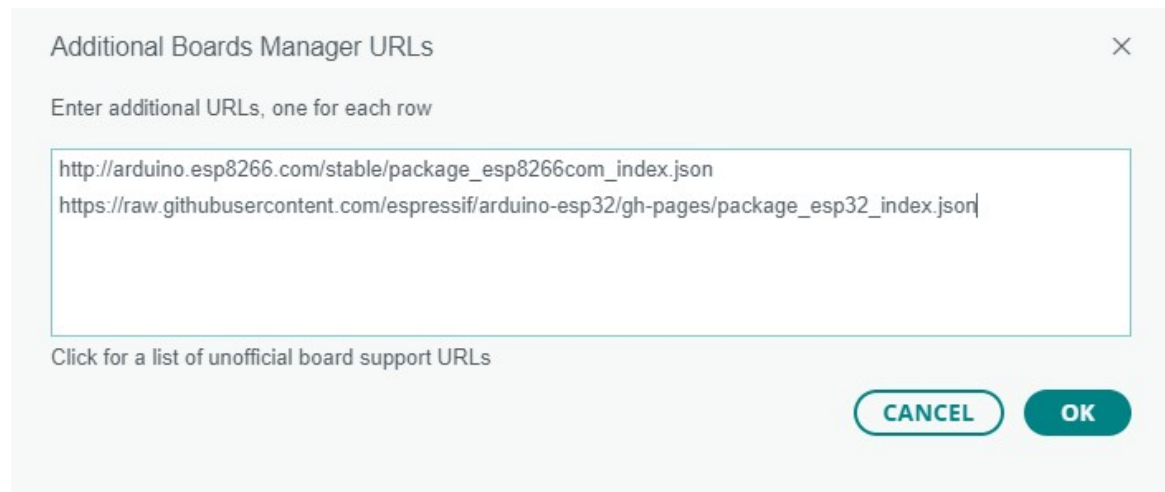 Additional Boards Manager URLs
Enter additional URLs, one for each row
http://arduino.esp8266.com/stable/package_esp8266com_index.json
https://raw.githubusercontent.com/espressif/arduino-esp32/gh-pages/package_esp32_index.json
Click for a list of unofficial board support URLs
CANCEL OK